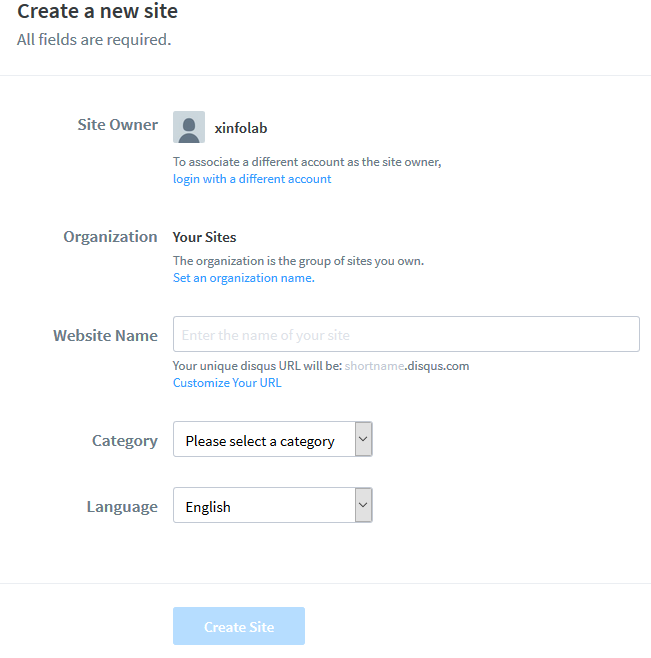 Create a new site
All fields are required.
Site Owner
xinfolab
To associate a different account as the site owner,
login with a different account
Organization
Your Sites
The organization is the group of sites you own.
Set an organization name.
Website Name
Enter the name of your site
Your unique disqus URL will be: shortname.disqus.com
Customize Your URL
Category
Please select a category
Language
English
Create Site